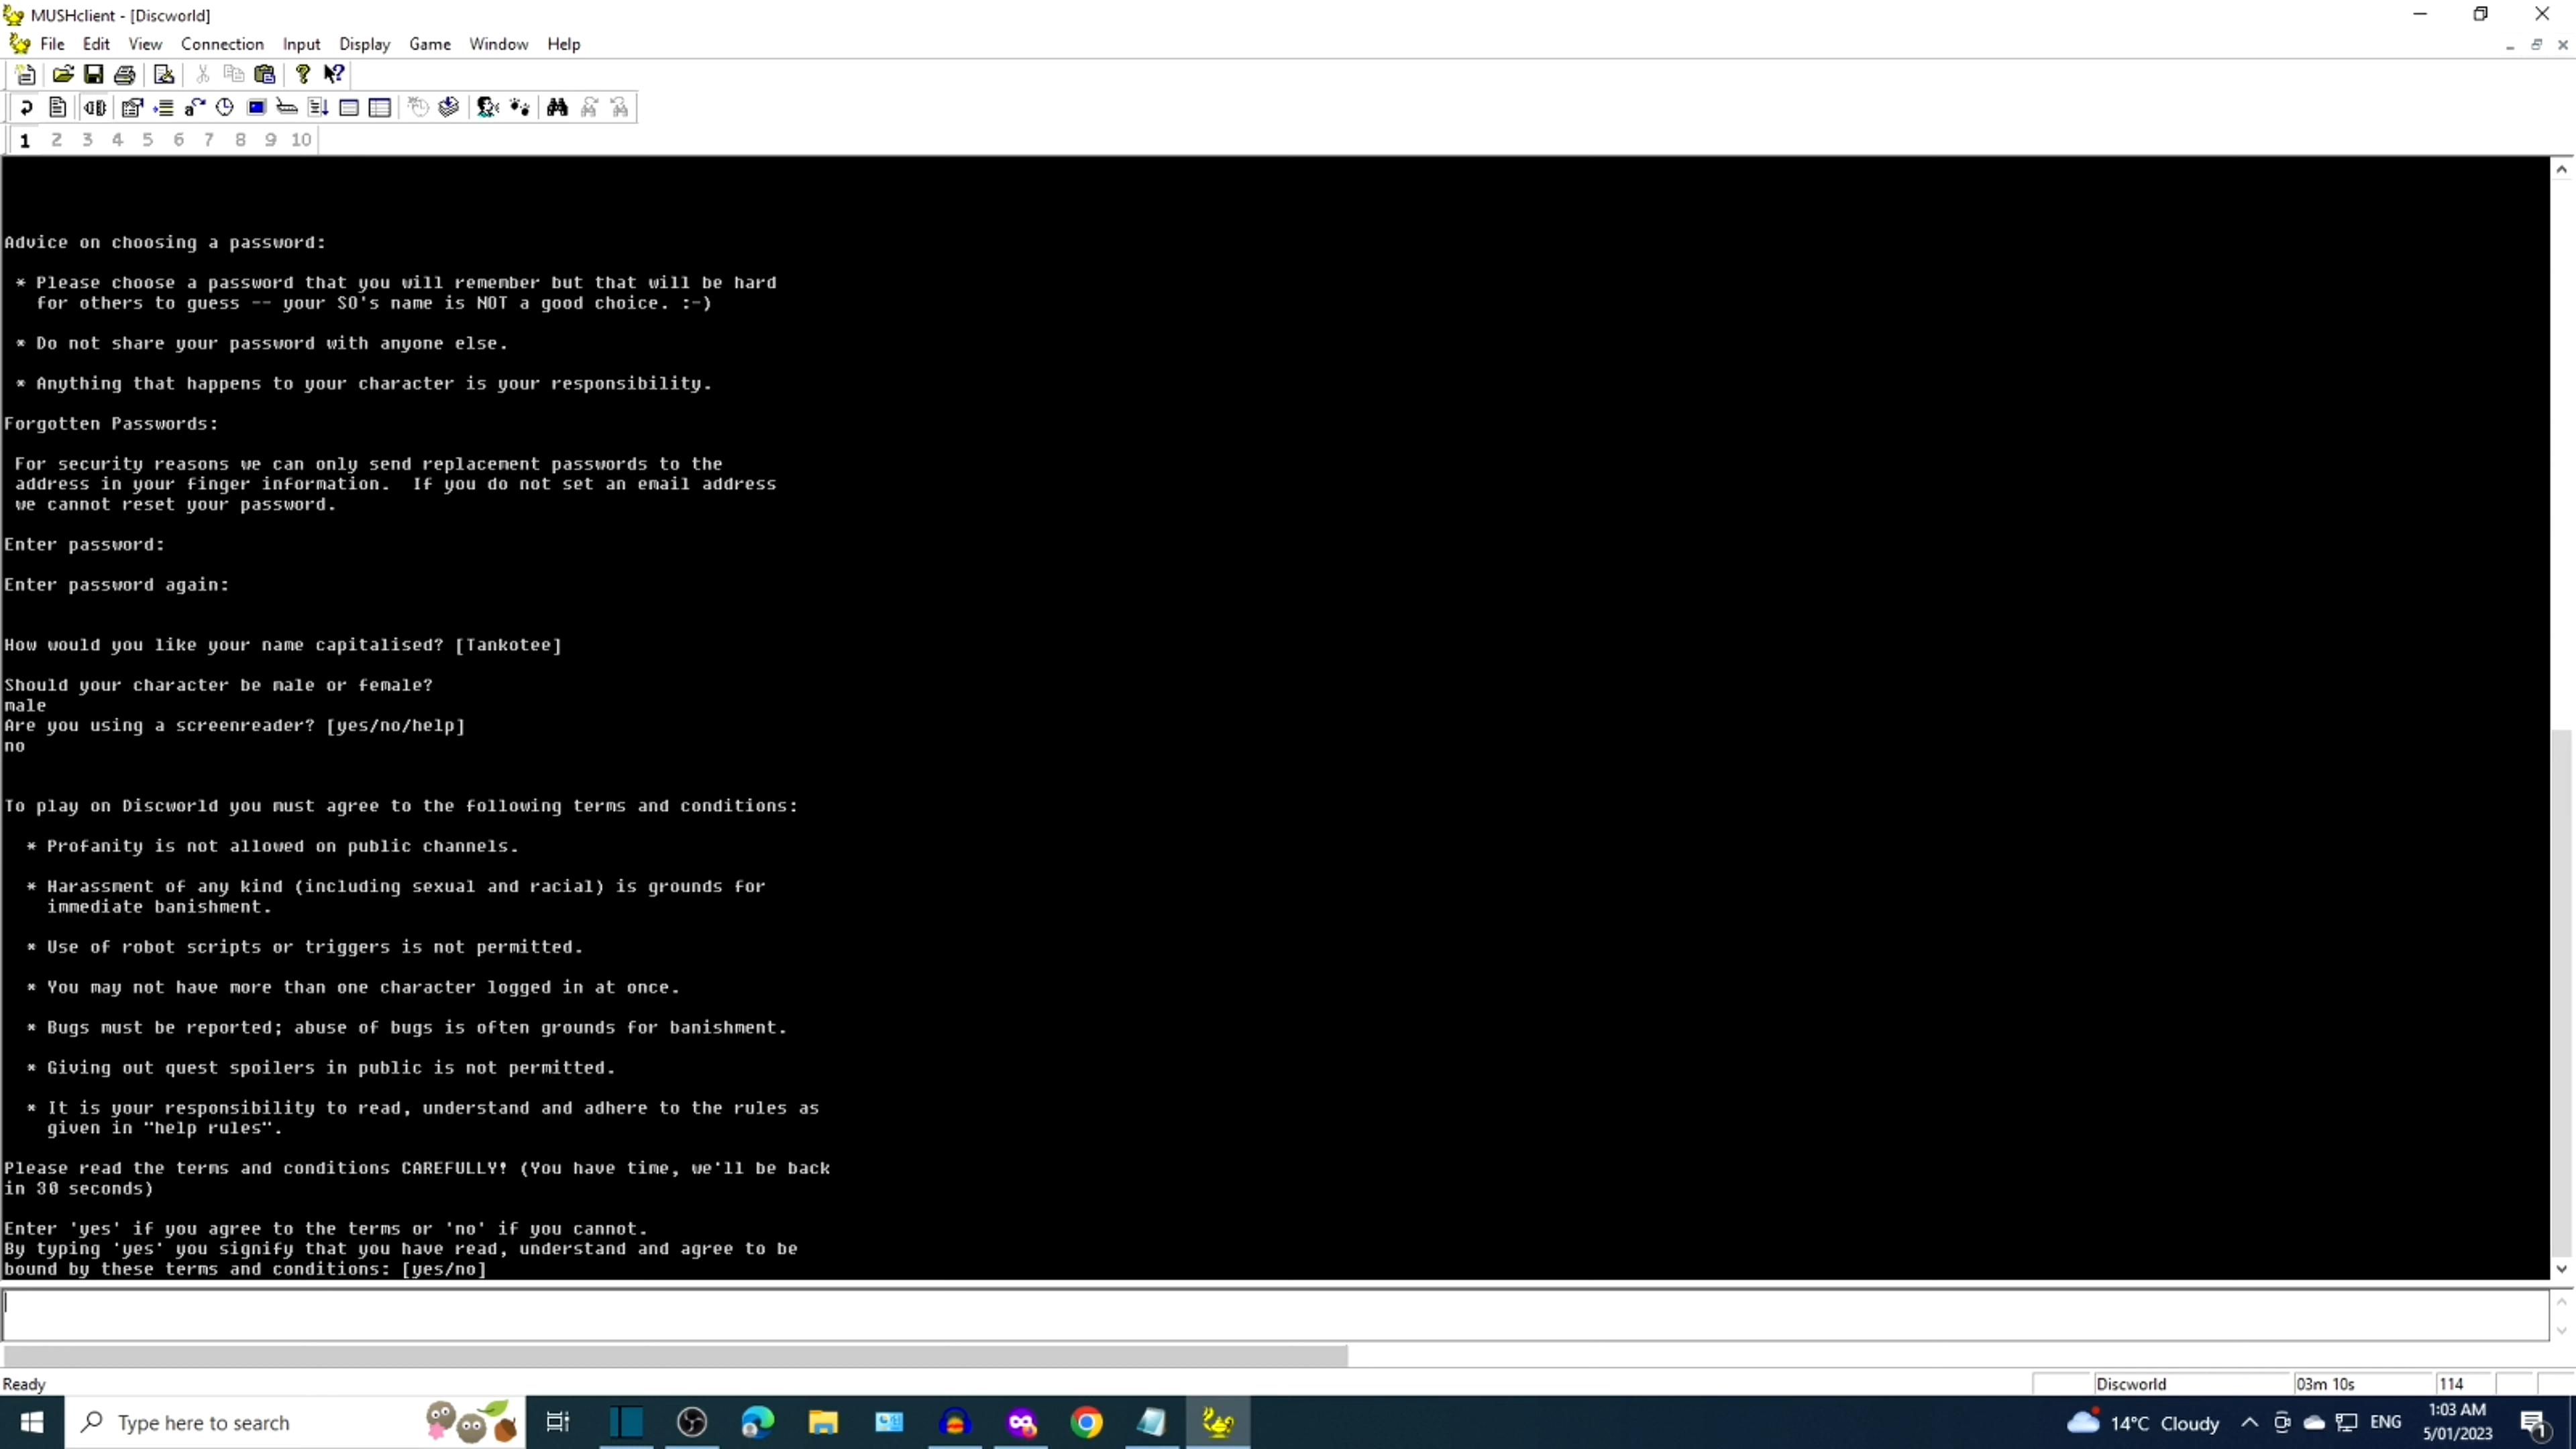 MUSHclient - [Discworld]
File Edit View Connection Input Display Game Window Help
1 2 3 4 5 6 7 8 9 10
Advice on choosing a password:
* Please choose a password that you will remember but that will be hard
for others to guess -- your SO's name is NOT a good choice. :-)
* Do not share your password with anyone else.
* Anything that happens to your character is your responsibility.
Forgotten Passwords:
For security reasons we can only send replacement passwords to the
address in your finger information.  If you do not set an email address
we cannot reset your password.
Enter password:
Enter password again:
How would you like your name capitalised? [Tankotee]
Should your character be male or female?
male
Are you using a screenreader? [yes/no/help]
no
To play on Discworld you must agree to the following terms and conditions:
* Profanity is not allowed on public channels.
* Harassment of any kind (including sexual and racial) is grounds for
immediate banishment.
* Use of robot scripts or triggers is not permitted.
* You may not have more than one character logged in at once.
* Bugs must be reported; abuse of bugs is often grounds for banishment.
* Giving out quest spoilers in public is not permitted.
* It is your responsibility to read, understand and adhere to the rules as
given in "help rules".
Please read the terms and conditions CAREFULLY! (You have time, we'll be back
in 30 seconds)
Enter 'yes' if you agree to the terms or 'no' if you cannot.
By typing 'yes' you signify that you have read, understand and agree to be
bound by these terms and conditions: [yes/no]
Ready Discworld 03m 10s 114
Type here to search 14°C Cloudy ENG 1:03 AM
5/01/2023 1